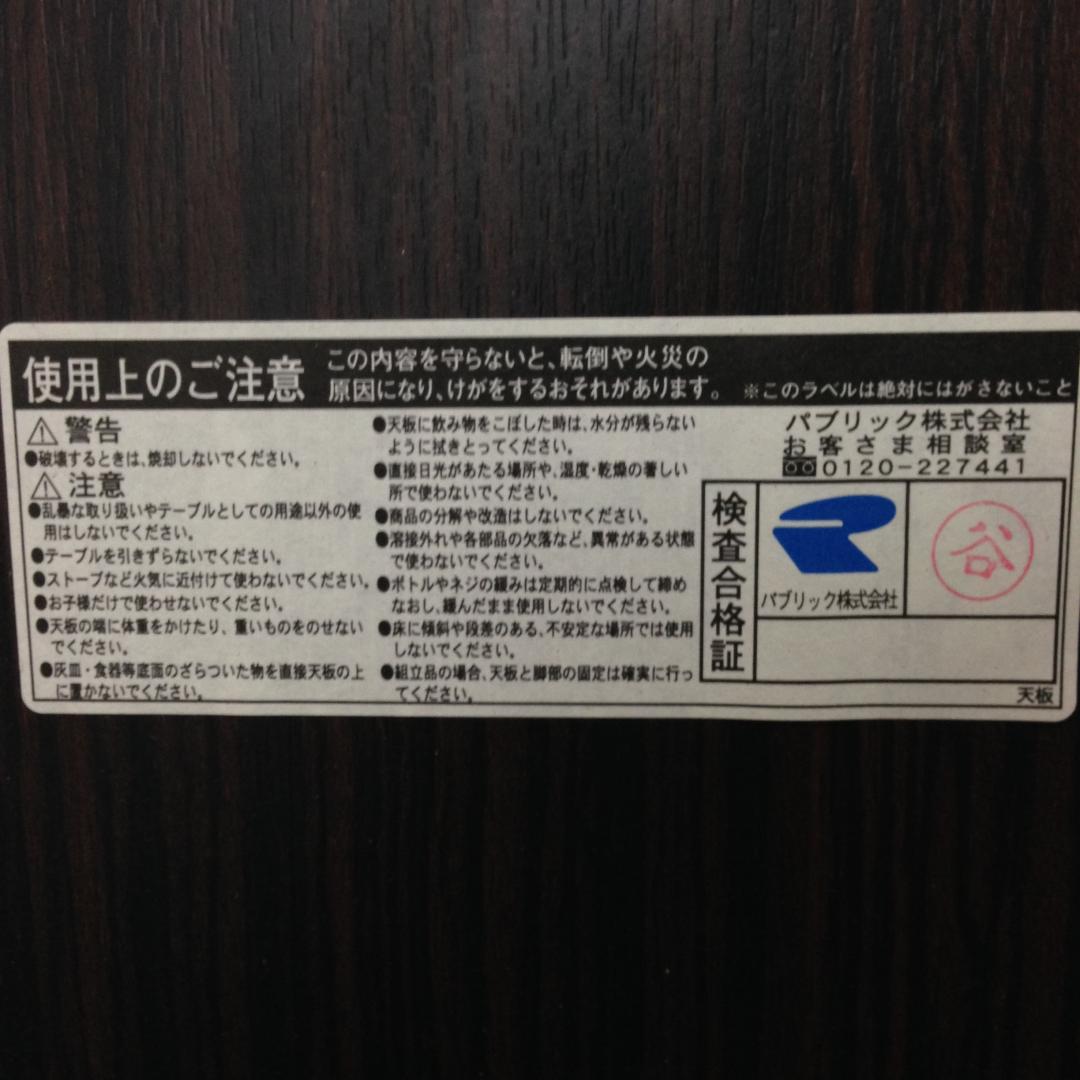 使用上のご注意
この内容を守らないと、転倒や火災の
原因になり、けがをするおそれがあります。
※このラベルは絶対にはがさないこと
警告
●破壊するときは、焼却しないでください。
注意
●乱暴な取り扱いやテーブルとしての用途以外の使
用はしないでください。
●テーブルを引きずらないでください。
●ストーブなど火気に近付けて使わないでください。
●お子様だけで使わせないでください。
●天板の端に体重をかけたり、重いものをのせない
でください。
●灰皿・食器等底面のざらついた物を直接天板の上
に置かないでください。
●天板に飲み物をこぼした時は、水分が残らない
ように拭きとってください。
●直接日光があたる場所や、湿度・乾燥の著しい
所で使わないでください。
●商品の分解や改造はしないでください。
●溶接外れや各部品の欠落など、異常がある状態
で使わないでください。
●ボトルやネジの緩みは定期的に点検して締め
なおし、緩んだまま使用しないでください。
●床に傾斜や段差のある、不安定な場所では使用
しないでください。
●組立品の場合、天板と脚部の固定は確実に行っ
てください。
パブリック株式会社
お客さま相談室
0120-227441
検査合格証
パブリック株式会社
谷
天板